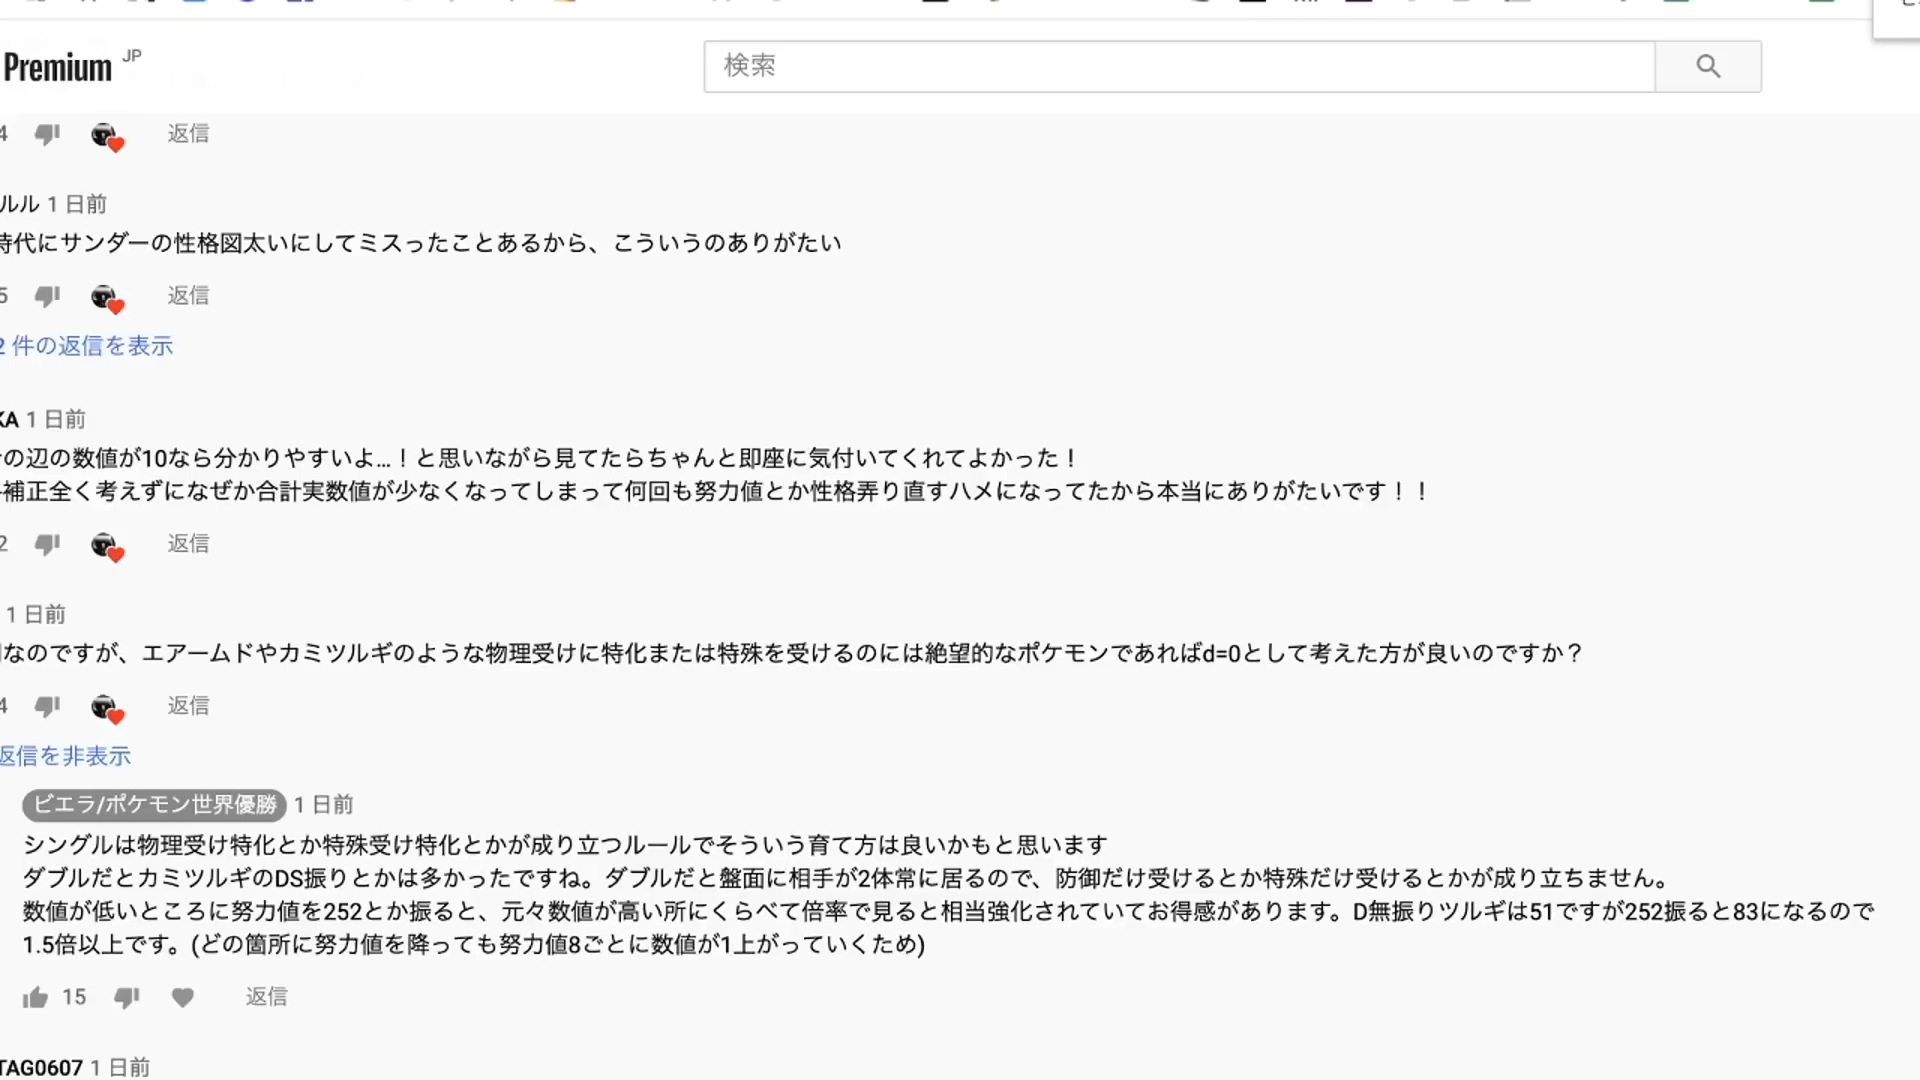 Premium JP
検索
4 返信
ルル 1 日前
時代にサンダーの性格図太いにしてミスったことあるから、こういうのありがたい
5 返信
2 件の返信を表示
KA 1 日前
の辺の数値が10なら分かりやすいよ...！と思いながら見てたらちゃんと即座に気付いてくれてよかった！
補正全く考えずになぜか合計実数値が少なくなってしまって何回も努力値とか性格弄り直すハメになってたから本当にありがたいです！！
2 返信
1 日前
なのですが、エアームドやカミツルギのような物理受けに特化または特殊を受けるのには絶望的なポケモンであればd=0として考えた方が良いのですか？
4 返信
返信を非表示
ビエラ/ポケモン世界優勝 1 日前
シングルは物理受け特化とか特殊受け特化とかが成り立つルールでそういう育て方は良いかもと思います
ダブルだとカミツルギのDS振りとかは多かったですね。ダブルだと盤面に相手が2体常に居るので、防御だけ受けるとか特殊だけ受けるとかが成り立ちません。
数値が低いところに努力値を252とか振ると、元々数値が高い所にくらべて倍率で見ると相当強化されていてお得感があります。D無振りツルギは51ですが252振ると83になるので
1.5倍以上です。(どの箇所に努力値を降っても努力値8ごとに数値が1上がっていくため)
15 返信
TAG0607 1 日前